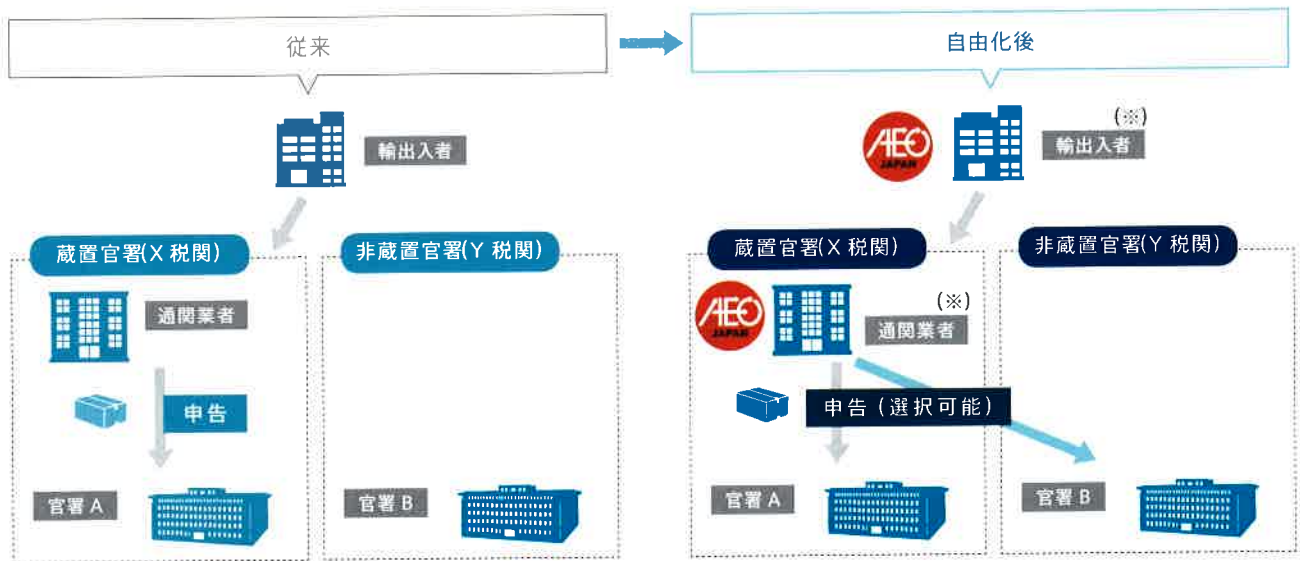 従来
自由化後
輸出入者
AEO
JAPAN
(※)
輸出入者
蔵置官署(X 税関)
非蔵置官署(Y 税関)
通関業者
申告
官署 A
官署 B
蔵置官署(X 税関)
非蔵置官署(Y 税関)
AEO
JAPAN
(※)
通関業者
申告 (選択可能)
官署 A
官署 B